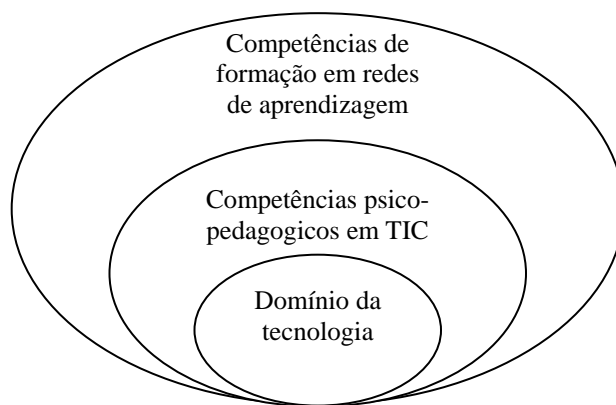 Competências de
formação em redes
de aprendizagem
Competências psico-
pedagogicos em TIC
Domínio da
tecnologia